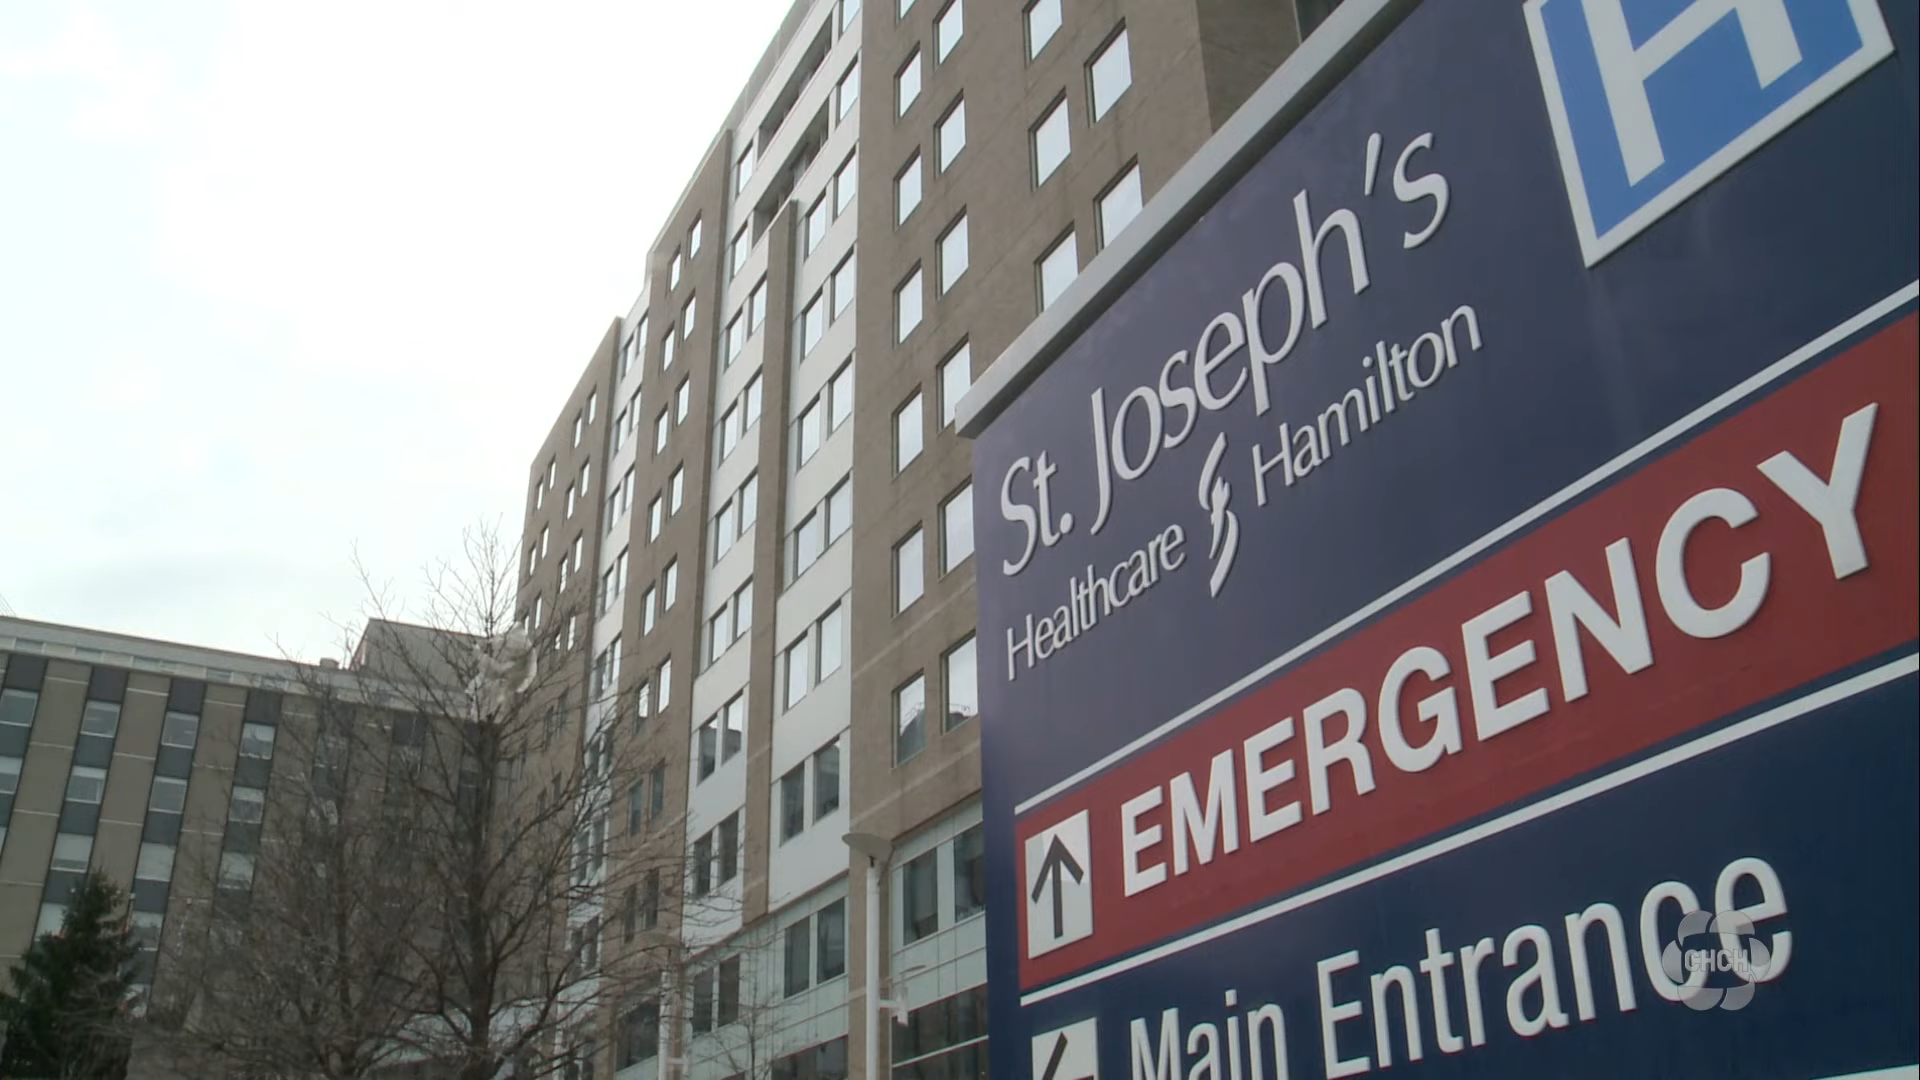 H
St. Joseph's
Healthcare Hamilton
EMERGENCY
Main Entrance
CHCH